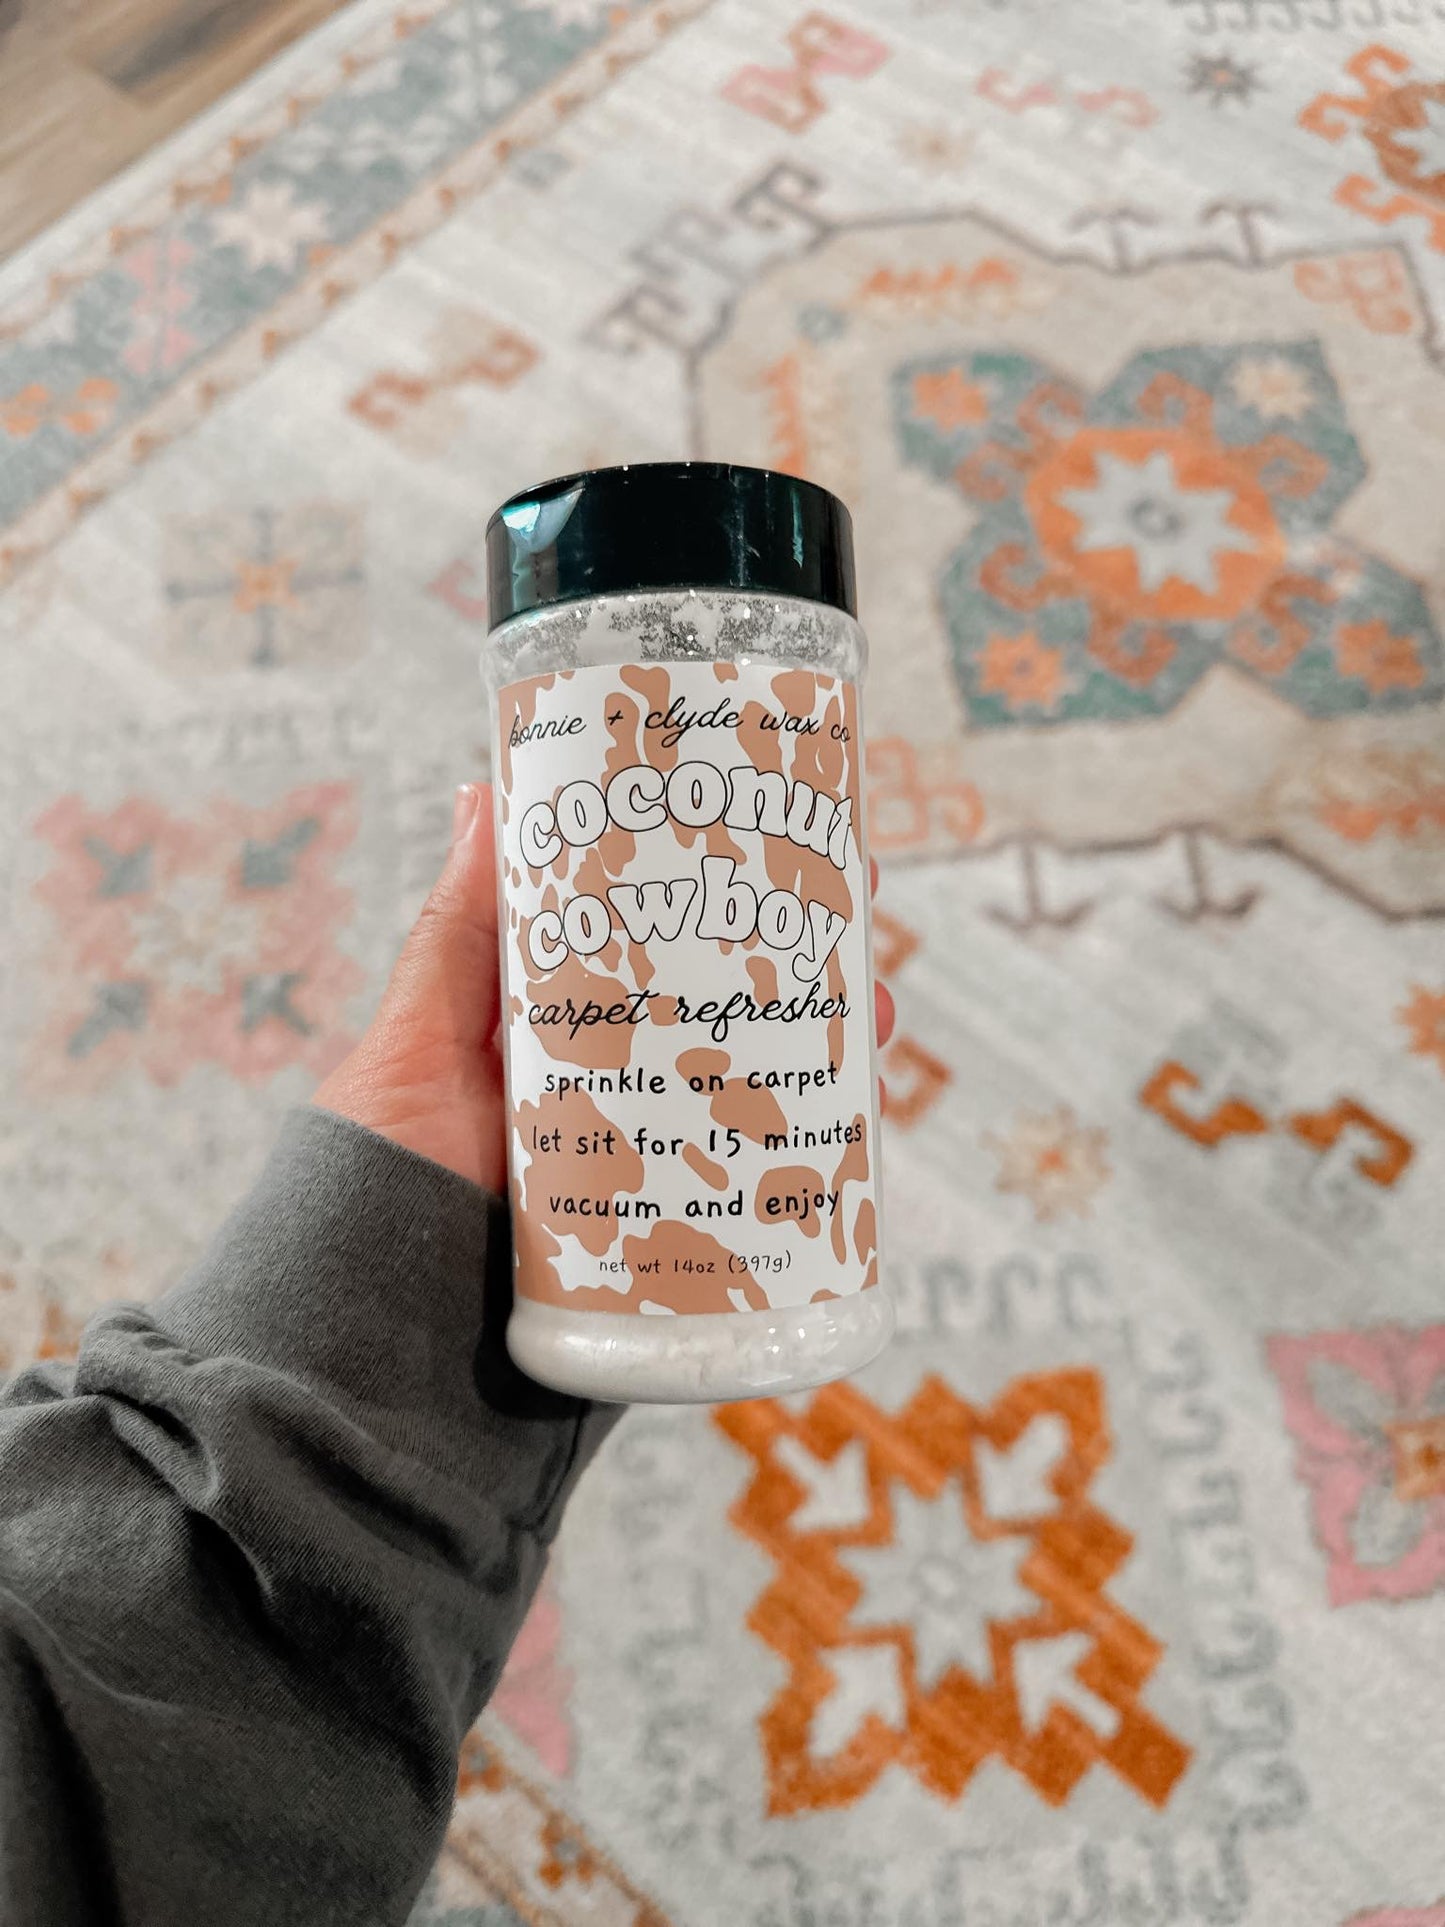 bonnie + clyde wax co
coconut
cowboy
carpet refresher
sprinkle on carpet
let sit for 15 minutes
vacuum and enjoy
net wt 14oz (397g)